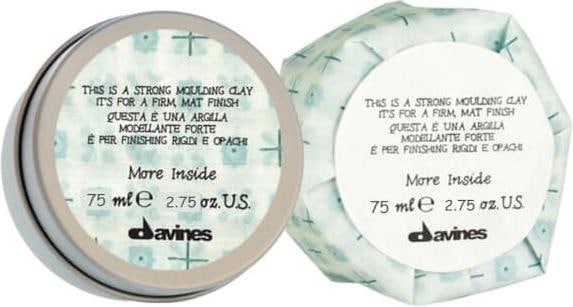 THIS IS A STRONG MOULDING CLAY
IT'S FOR A FIRM, MAT FINISH
QUESTA È UNA ARGILLA
MODELLANTE FORTE
È PER FINISHING RIGIDI E OPACHI
More Inside
75 ml e 2.75 oz. U.S.
davines
THIS IS A STRONG MOULDING CLAY
IT'S FOR A FIRM, MAT FINISH
QUESTA È UNA ARGILLA
MODELLANTE FORTE
È PER FINISHING RIGIDI E OPACHI
More Inside
75 ml e 2.75 oz. U.S.
davines